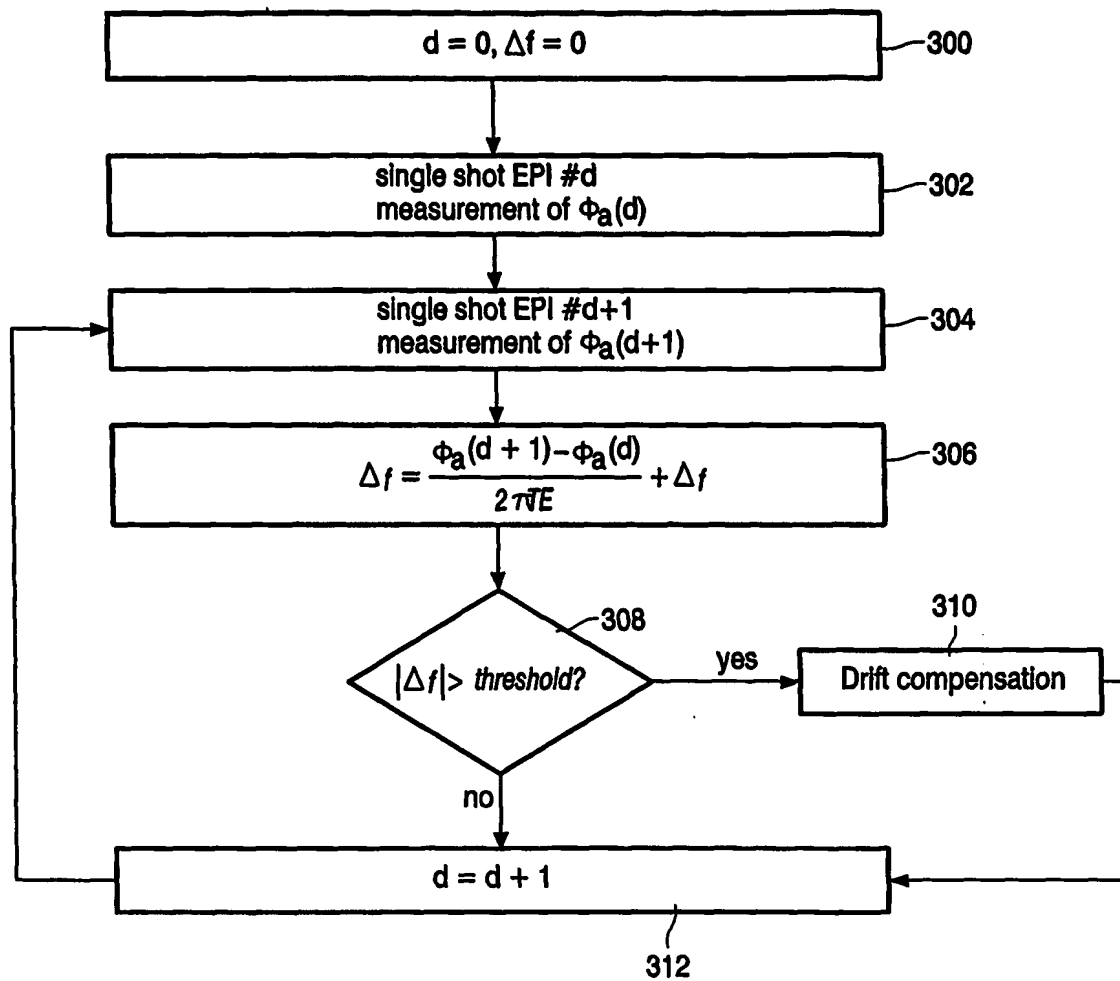 d = 0, Δf = 0
300
single shot EPI #d
measurement of Φa(d)
302
single shot EPI #d+1
measurement of Φa(d+1)
304
Δf = Φa(d + 1) – Φa(d) / 2πTE + Δf
306
308
|Δf| > threshold?
yes
310
Drift compensation
no
d = d + 1
312